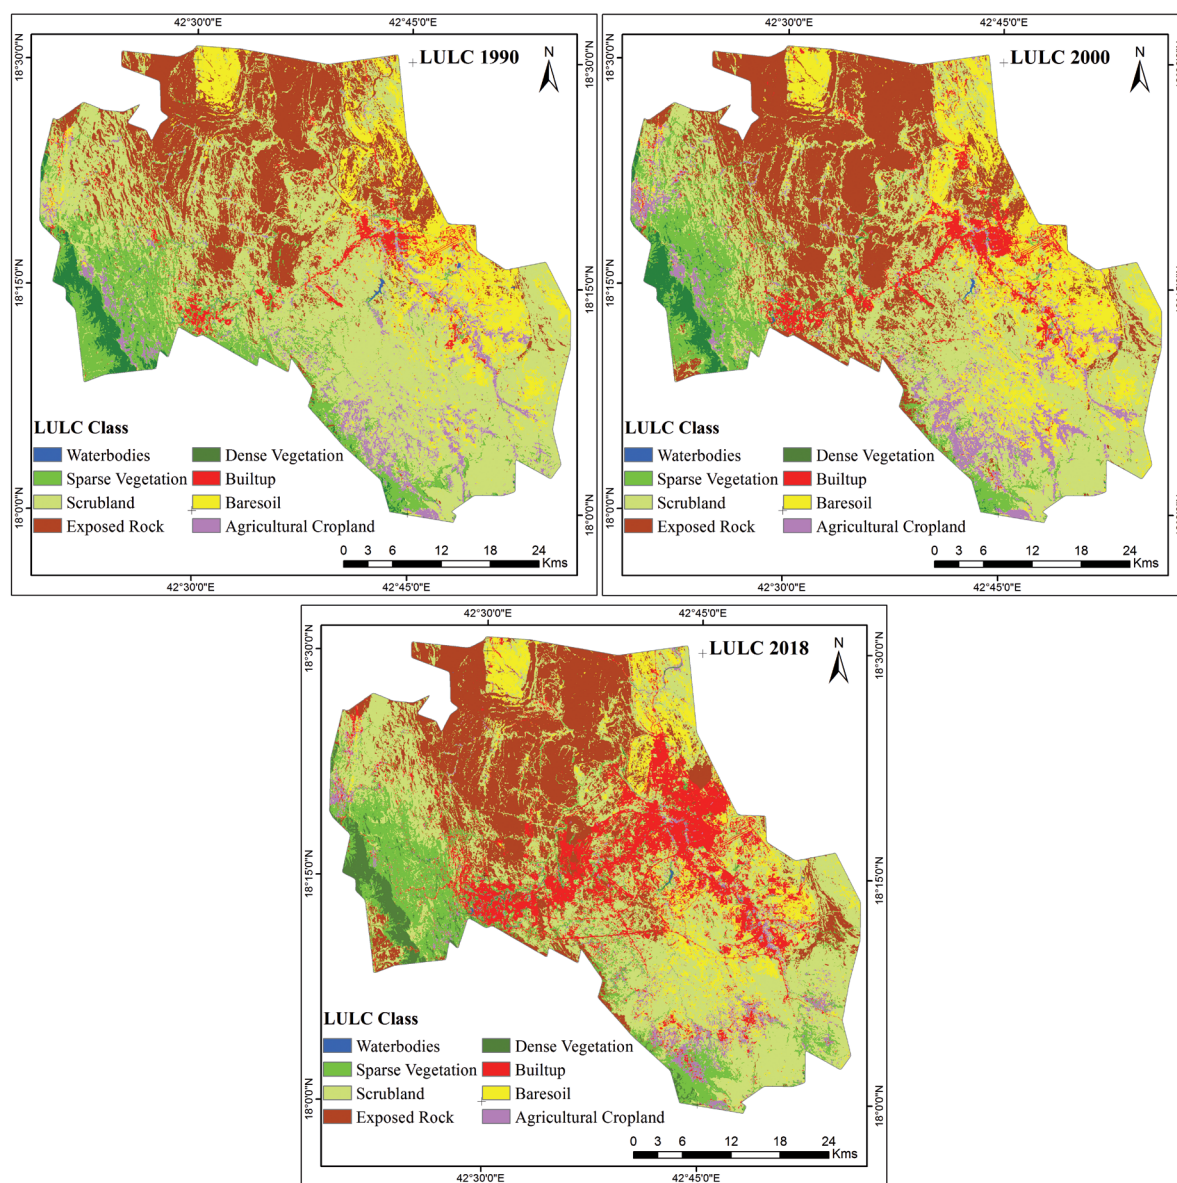 42°30'0"E 42°45'0"E
18°30'0"N
LULC 1990
N
18°30'0"N
18°15'0"N
18°15'0"N
LULC Class
Waterbodies Dense Vegetation
Sparse Vegetation Builtup
Scrubland Baresoil
Exposed Rock Agricultural Cropland
18°0'0"N
18°0'0"N
0 3 6 12 18 24
Kms
42°30'0"E 42°45'0"E
42°30'0"E 42°45'0"E
LULC 2000
N
LULC Class
Waterbodies Dense Vegetation
Sparse Vegetation Builtup
Scrubland Baresoil
Exposed Rock Agricultural Cropland
0 3 6 12 18 24
Kms
42°30'0"E 42°45'0"E
42°30'0"E 42°45'0"E
18°30'0"N
LULC 2018
N
18°30'0"N
18°15'0"N
18°15'0"N
LULC Class
Waterbodies Dense Vegetation
Sparse Vegetation Builtup
Scrubland Baresoil
Exposed Rock Agricultural Cropland
18°0'0"N
18°0'0"N
0 3 6 12 18 24
Kms
42°30'0"E 42°45'0"E